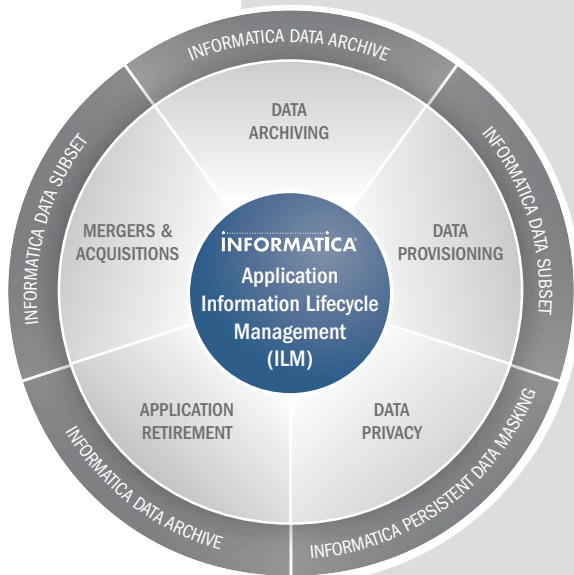 INFORMATICA DATA ARCHIVE
DATA
ARCHIVING
INFORMATICA DATA SUBSET
MERGERS &
ACQUISITIONS
INFORMATICA
Application
Information Lifecycle
Management
(ILM)
DATA
PROVISIONING
INFORMATICA DATA SUBSET
APPLICATION
RETIREMENT
DATA
PRIVACY
INFORMATICA DATA ARCHIVE
INFORMATICA PERSISTENT DATA MASKING